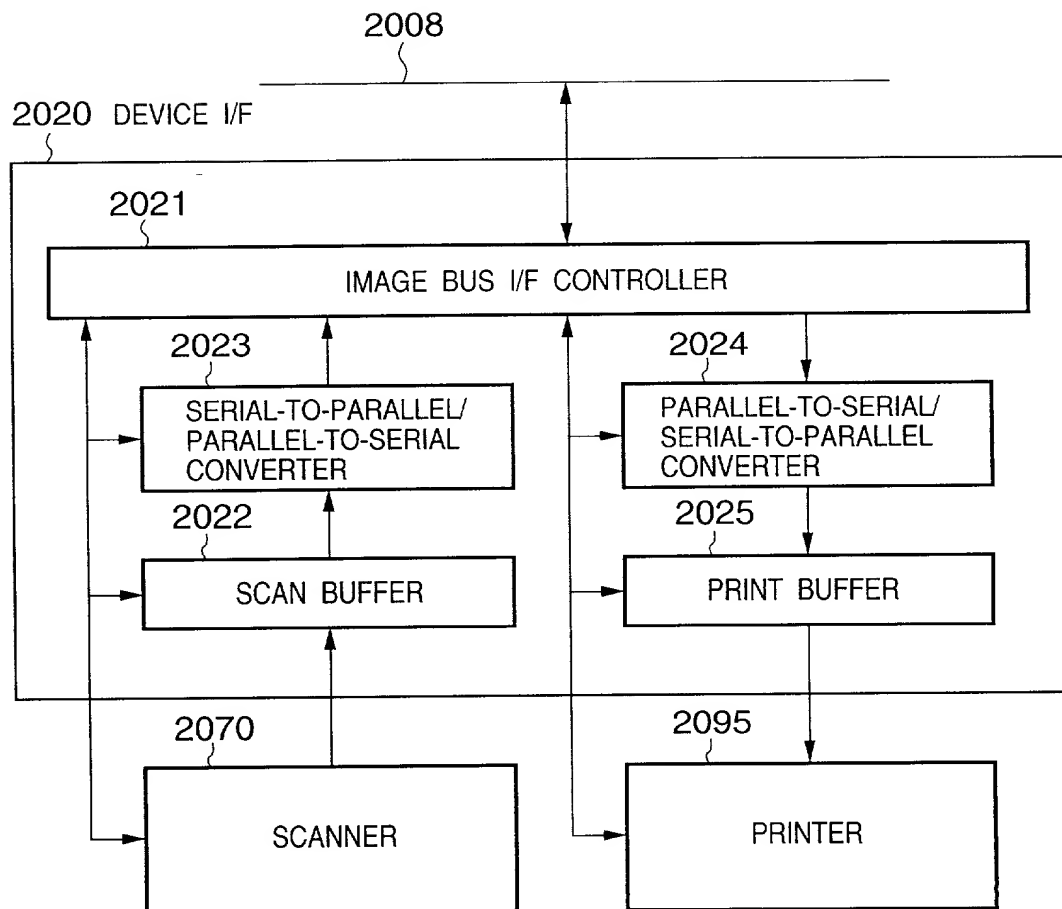 2008
2020 DEVICE I/F
2021
IMAGE BUS I/F CONTROLLER
2023
SERIAL-TO-PARALLEL/
PARALLEL-TO-SERIAL
CONVERTER
2024
PARALLEL-TO-SERIAL/
SERIAL-TO-PARALLEL
CONVERTER
2022
SCAN BUFFER
2025
PRINT BUFFER
2070
SCANNER
2095
PRINTER